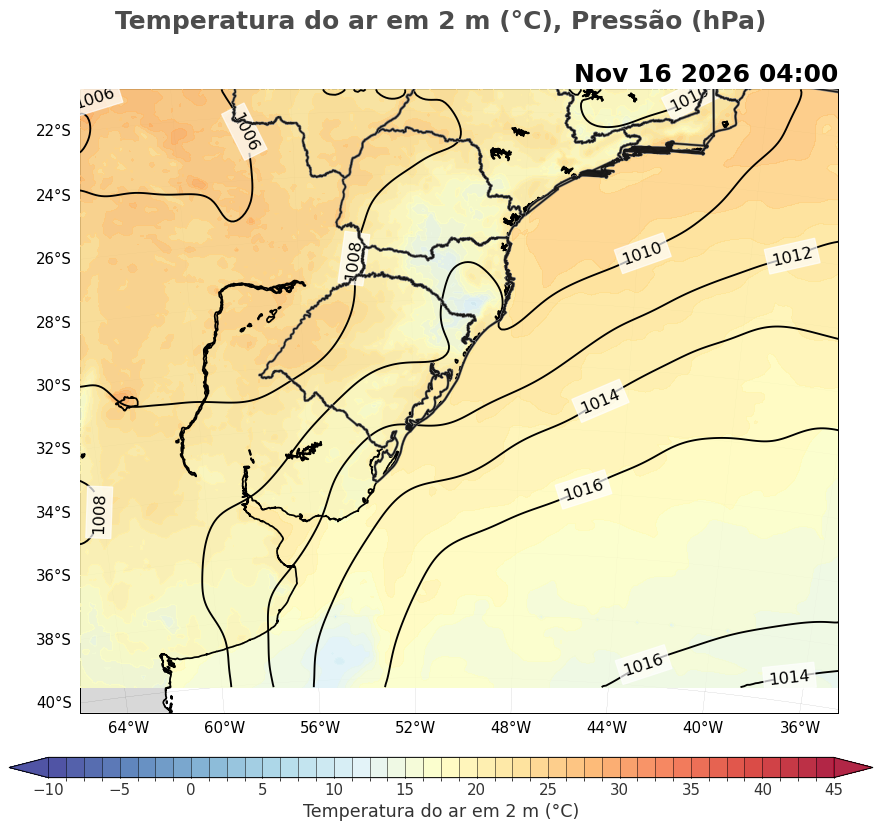 Temperatura do ar em 2 m (°C), Pressão (hPa)
Nov 16 2026 04:00
1006
1006
1010
1008
1010
1012
1014
1016
1008
1016
1014
22°S
24°S
26°S
28°S
30°S
32°S
34°S
36°S
38°S
40°S
64°W 60°W 56°W 52°W 48°W 44°W 40°W 36°W
−10 −5 0 5 10 15 20 25 30 35 40 45
Temperatura do ar em 2 m (°C)